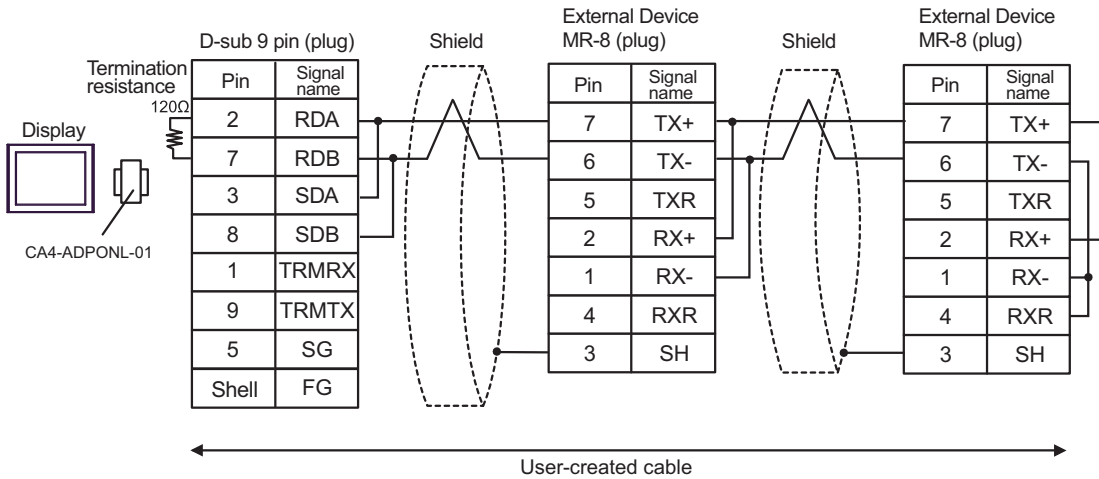 External Device
MR-8 (plug)
External Device
MR-8 (plug)
D-sub 9 pin (plug)
Shield
Shield
Termination
resistance
120Ω
Display
CA4-ADPONL-01
Pin Signal name
2 RDA
7 RDB
3 SDA
8 SDB
1 TRMRX
9 TRMTX
5 SG
Shell FG
Pin Signal name
7 TX+
6 TX-
5 TXR
2 RX+
1 RX-
4 RXR
3 SH
Pin Signal name
7 TX+
6 TX-
5 TXR
2 RX+
1 RX-
4 RXR
3 SH
User-created cable